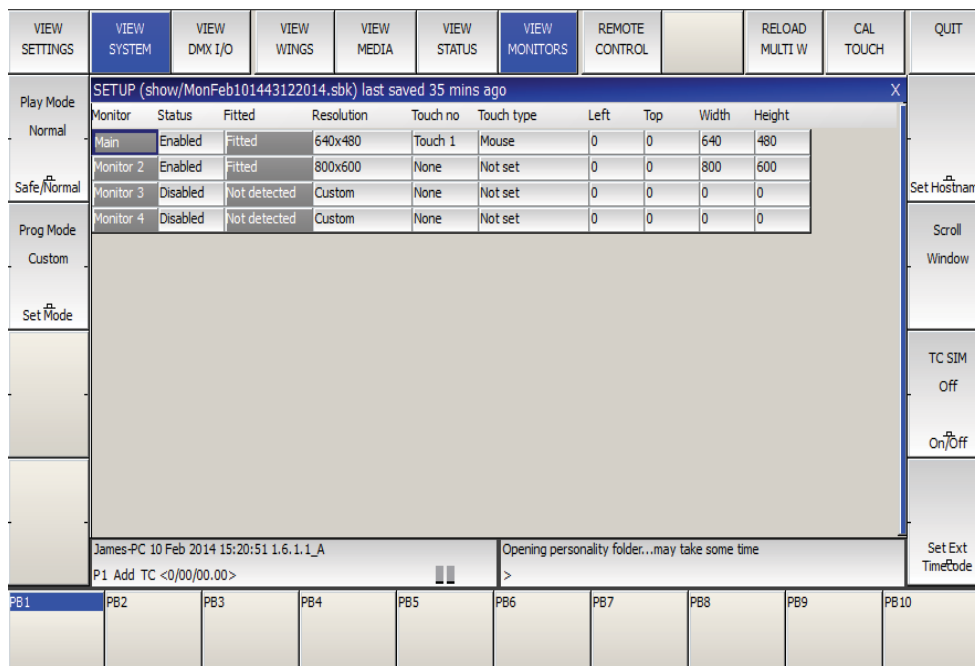 VIEW SETTINGS
VIEW SYSTEM
VIEW DMX I/O
VIEW WINGS
VIEW MEDIA
VIEW STATUS
VIEW MONITORS
REMOTE CONTROL
RELOAD MULTI W
CAL TOUCH
QUIT
Play Mode
Normal
Safe/Normal
Prog Mode
Custom
Set Mode
SETUP (show/MonFeb101443122014.sbk) last saved 35 mins ago X
Monitor Status Fitted Resolution Touch no Touch type Left Top Width Height
Main Enabled Fitted 640x480 Touch 1 Mouse 0 0 640 480
Monitor 2 Enabled Fitted 800x600 None Not set 0 0 800 600
Monitor 3 Disabled Not detected Custom None Not set 0 0 0 0
Monitor 4 Disabled Not detected Custom None Not set 0 0 0 0
Set Hostnam
Scroll
Window
TC SIM
Off
On/Off
Set Ext
Timecode
James-PC 10 Feb 2014 15:20:51 1.6.1.1_A
P1 Add TC <0/00/00.00>
Opening personality folder...may take some time
>
PB1 PB2 PB3 PB4 PB5 PB6 PB7 PB8 PB9 PB10